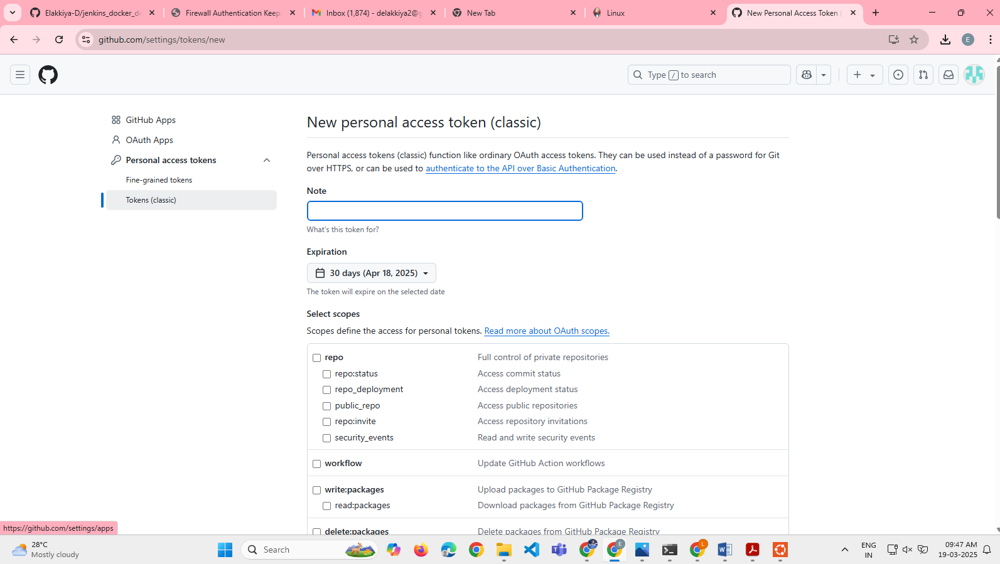 Elakkiya-D/jenkins_docker_de
Firewall Authentication Keepa
Inbox (1,874) - delakkiya2@g
New Tab
Linux
New Personal Access Token (
github.com/settings/tokens/new
E
Type / to search
GitHub Apps
OAuth Apps
Personal access tokens
Fine-grained tokens
Tokens (classic)
New personal access token (classic)
Personal access tokens (classic) function like ordinary OAuth access tokens. They can be used instead of a password for Git
over HTTPS, or can be used to authenticate to the API over Basic Authentication.
Note
What's this token for?
Expiration
30 days (Apr 18, 2025)
The token will expire on the selected date
Select scopes
Scopes define the access for personal tokens. Read more about OAuth scopes.
repo Full control of private repositories
repo:status Access commit status
repo_deployment Access deployment status
public_repo Access public repositories
repo:invite Access repository invitations
security_events Read and write security events
workflow Update GitHub Action workflows
write:packages Upload packages to GitHub Package Registry
read:packages Download packages from GitHub Package Registry
delete:packages Delete packages from GitHub Package Registry
https://github.com/settings/apps
28°C
Mostly cloudy
Search
E
L
ENG
IN
09:47 AM
19-03-2025